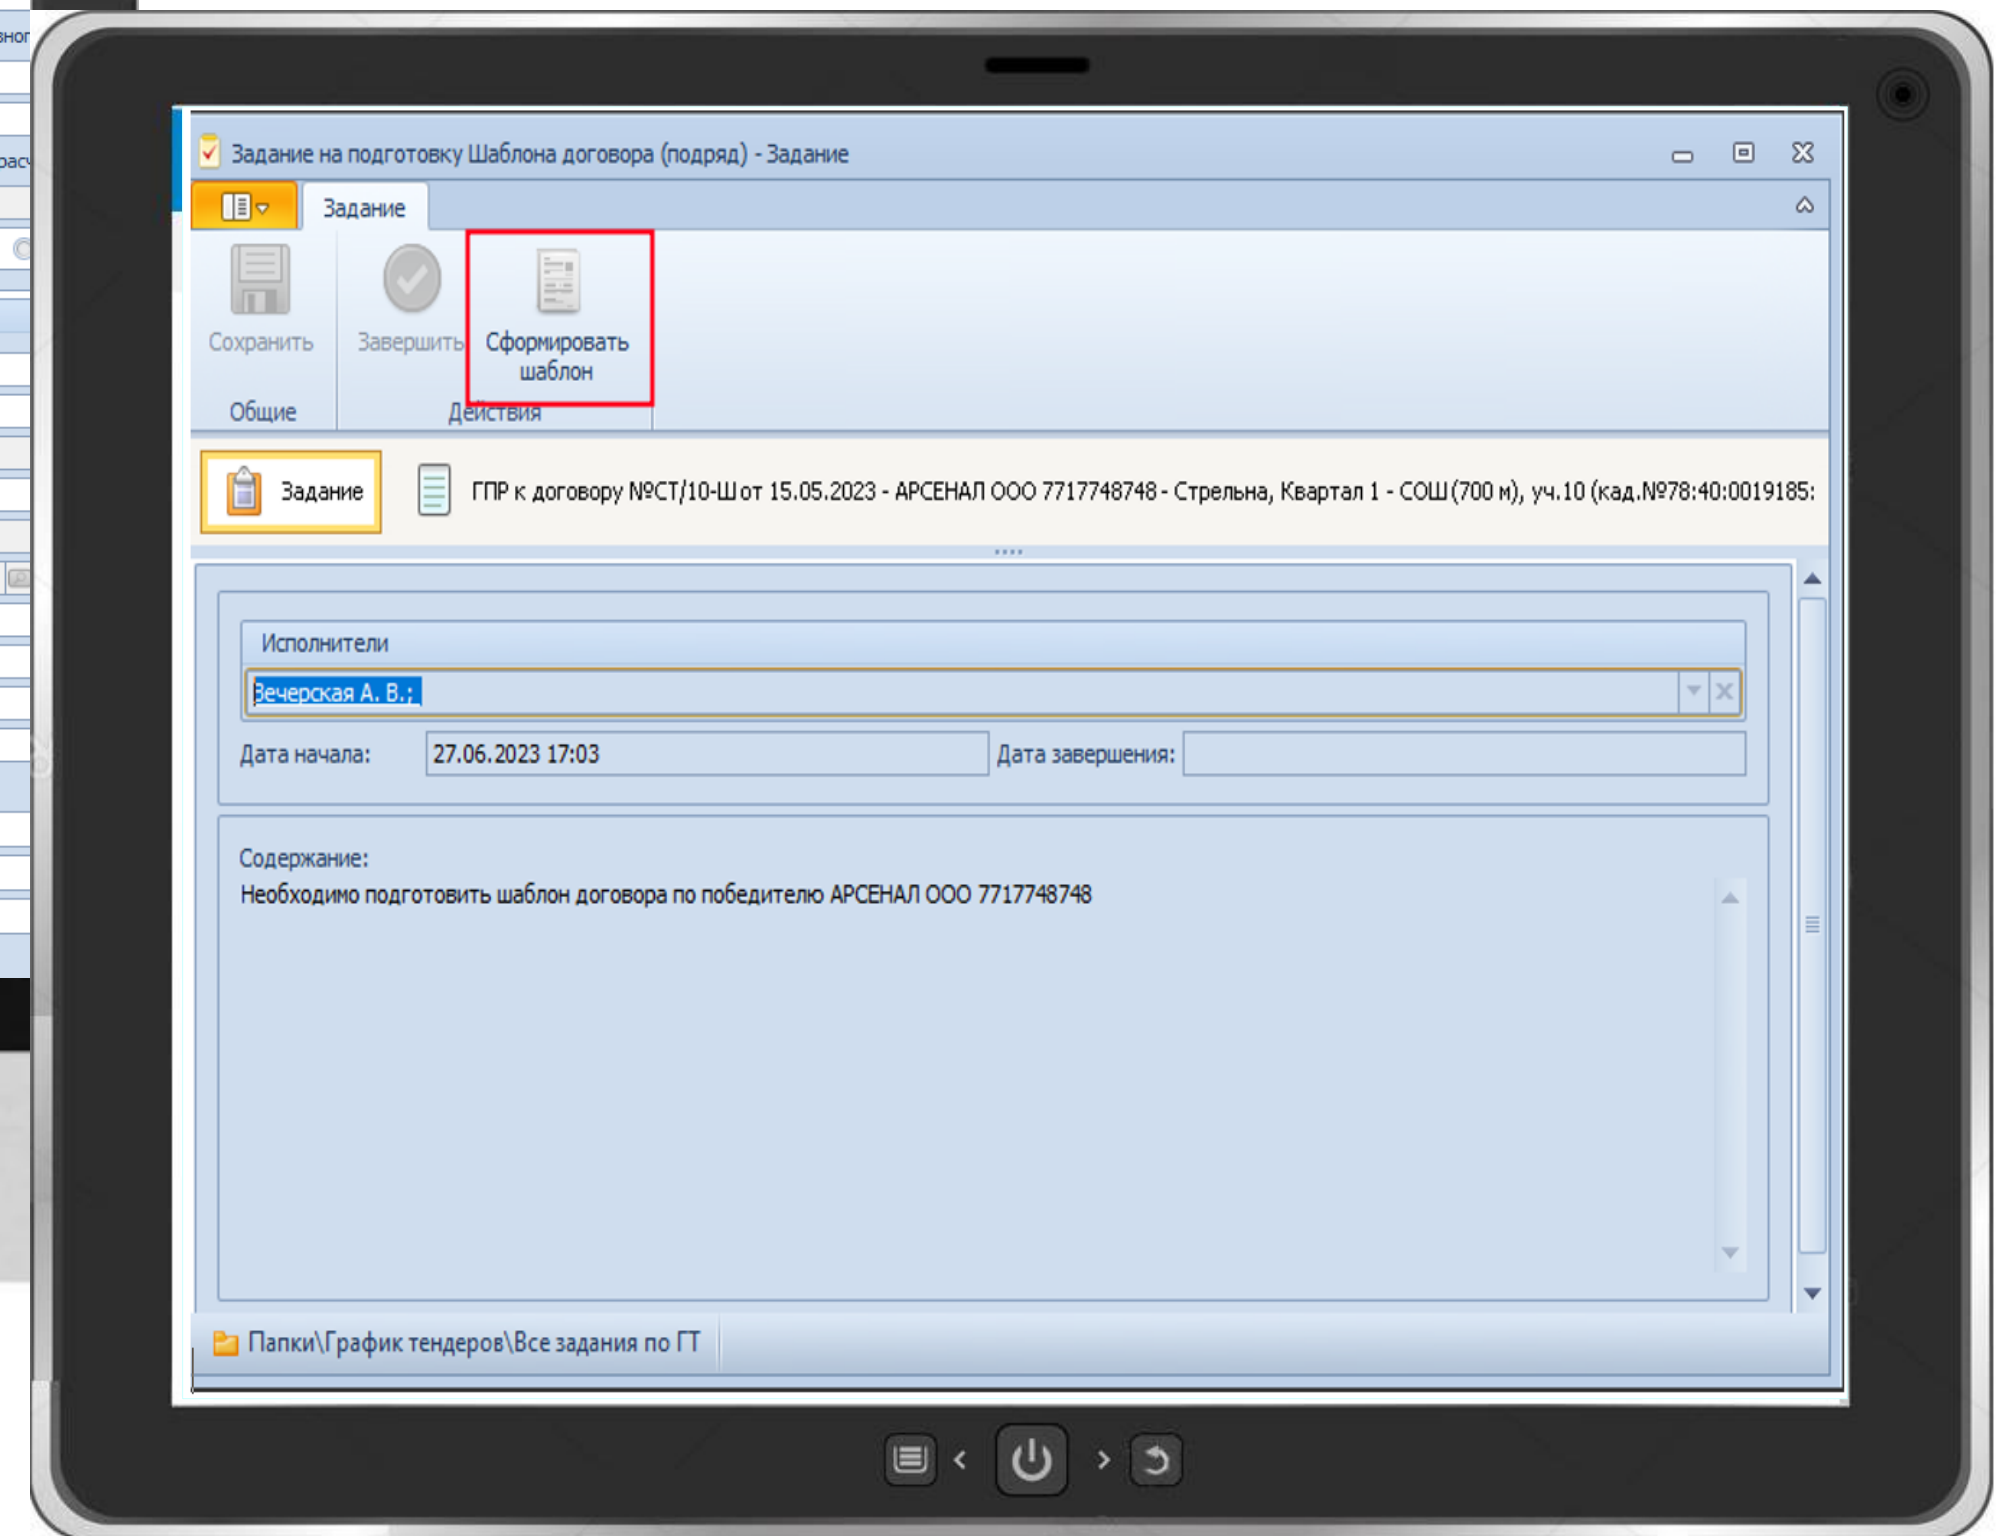 Задание на подготовку Шаблона договора (подряд) - Задание
Задание
Сохранить
Завершить
Сформировать
шаблон
Общие
Действия
Задание
ГПР к договору №СТ/10-Ш от 15.05.2023 - АРСЕНАЛ ООО 7717748748 - Стрельна, Квартал 1 - СОШ (700 м), уч.10 (кад.№78:40:0019185:
Исполнители
Вечерская А. В.;
Дата начала:
27.06.2023 17:03
Дата завершения:
Содержание:
Необходимо подготовить шаблон договора по победителю АРСЕНАЛ ООО 7717748748
Папки\График тендеров\Все задания по ГТ